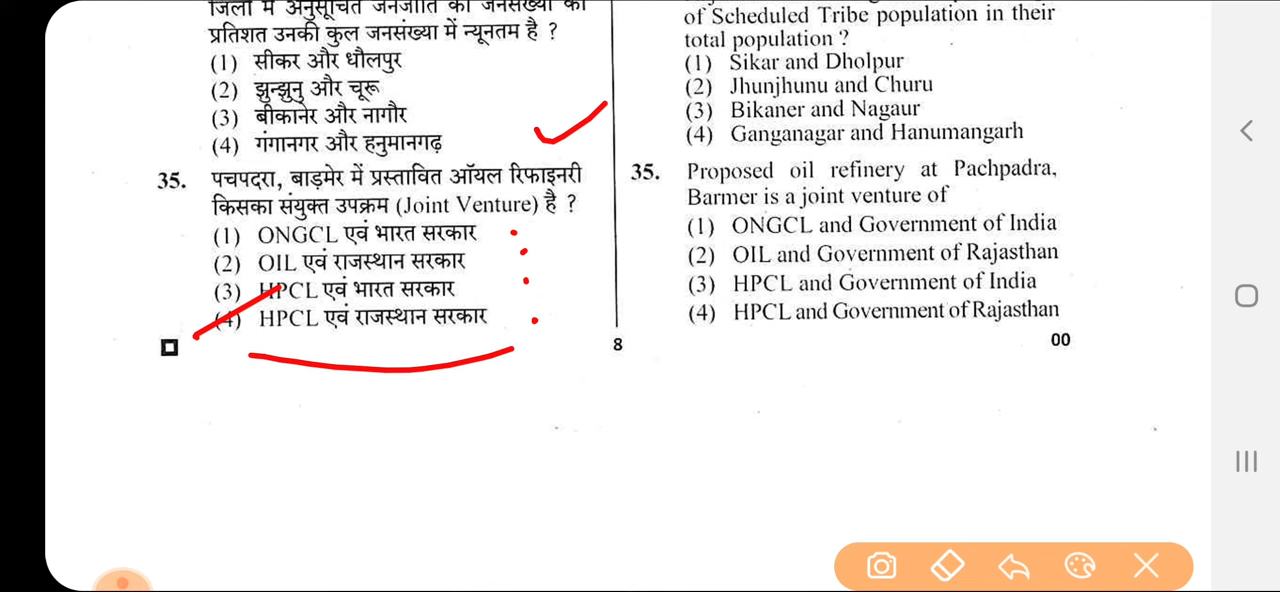 जिलों में अनुसूचित जनजाति की जनसंख्या का
प्रतिशत उनकी कुल जनसंख्या में न्यूनतम है ?
(1) सीकर और धौलपुर
(2) झुन्झुनु और चूरू
(3) बीकानेर और नागौर
(4) गंगानगर और हनुमानगढ़
35. पचपदरा, बाड़मेर में प्रस्तावित ऑयल रिफाइनरी
किसका संयुक्त उपक्रम (Joint Venture) है ?
(1) ONGCL एवं भारत सरकार
(2) OIL एवं राजस्थान सरकार
(3) HPCL एवं भारत सरकार
(4) HPCL एवं राजस्थान सरकार
of Scheduled Tribe population in their
total population ?
(1) Sikar and Dholpur
(2) Jhunjhunu and Churu
(3) Bikaner and Nagaur
(4) Ganganagar and Hanumangarh
35. Proposed oil refinery at Pachpadra,
Barmer is a joint venture of
(1) ONGCL and Government of India
(2) OIL and Government of Rajasthan
(3) HPCL and Government of India
(4) HPCL and Government of Rajasthan
8
00